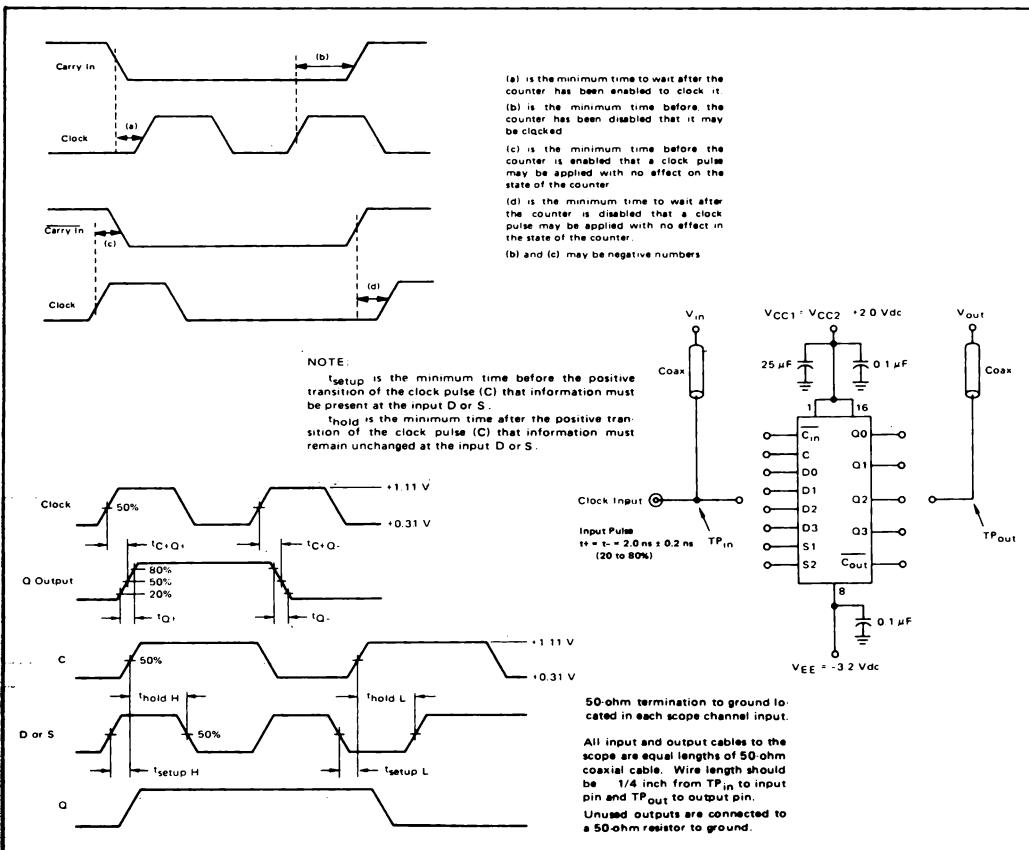 Carry In
(b)
(a)
Clock
Carry In
(c)
(d)
Clock
(a) is the minimum time to wait after the
counter has been enabled to clock it.
(b) is the minimum time before, the
counter has been disabled that it may
be clocked
(c) is the minimum time before the
counter is enabled that a clock pulse
may be applied with no effect on the
state of the counter
(d) is the minimum time to wait after
the counter is disabled that a clock
pulse may be applied with no effect in
the state of the counter.
(b) and (c) may be negative numbers
NOTE:
tsetup is the minimum time before the positive
transition of the clock pulse (C) that information must
be present at the input D or S.
thold is the minimum time after the positive tran-
sition of the clock pulse (C) that information must
remain unchanged at the input D or S.
Clock
50%
+1.11 V
+0.31 V
tC+Q+
tC+Q-
Q Output
80%
50%
20%
tQ+
tQ-
C
50%
+1.11 V
+0.31 V
thold H
thold L
D or S
50%
tsetup H
tsetup L
Q
Vin
VCC1 = VCC2 +2.0 Vdc
Vout
Coax
25 µF
0.1 µF
Coax
1
16
Cin
C
D0
D1
D2
D3
S1
S2
Q0
Q1
Q2
Q3
Cout
8
Clock Input
TPin
TPout
Input Pulse
t+ = t- = 2.0 ns ± 0.2 ns
(20 to 80%)
0.1 µF
VEE = -3.2 Vdc
50-ohm termination to ground lo-
cated in each scope channel input.
All input and output cables to the
scope are equal lengths of 50-ohm
coaxial cable. Wire length should
be 1/4 inch from TPin to input
pin and TPout to output pin.
Unused outputs are connected to
a 50-ohm resistor to ground.